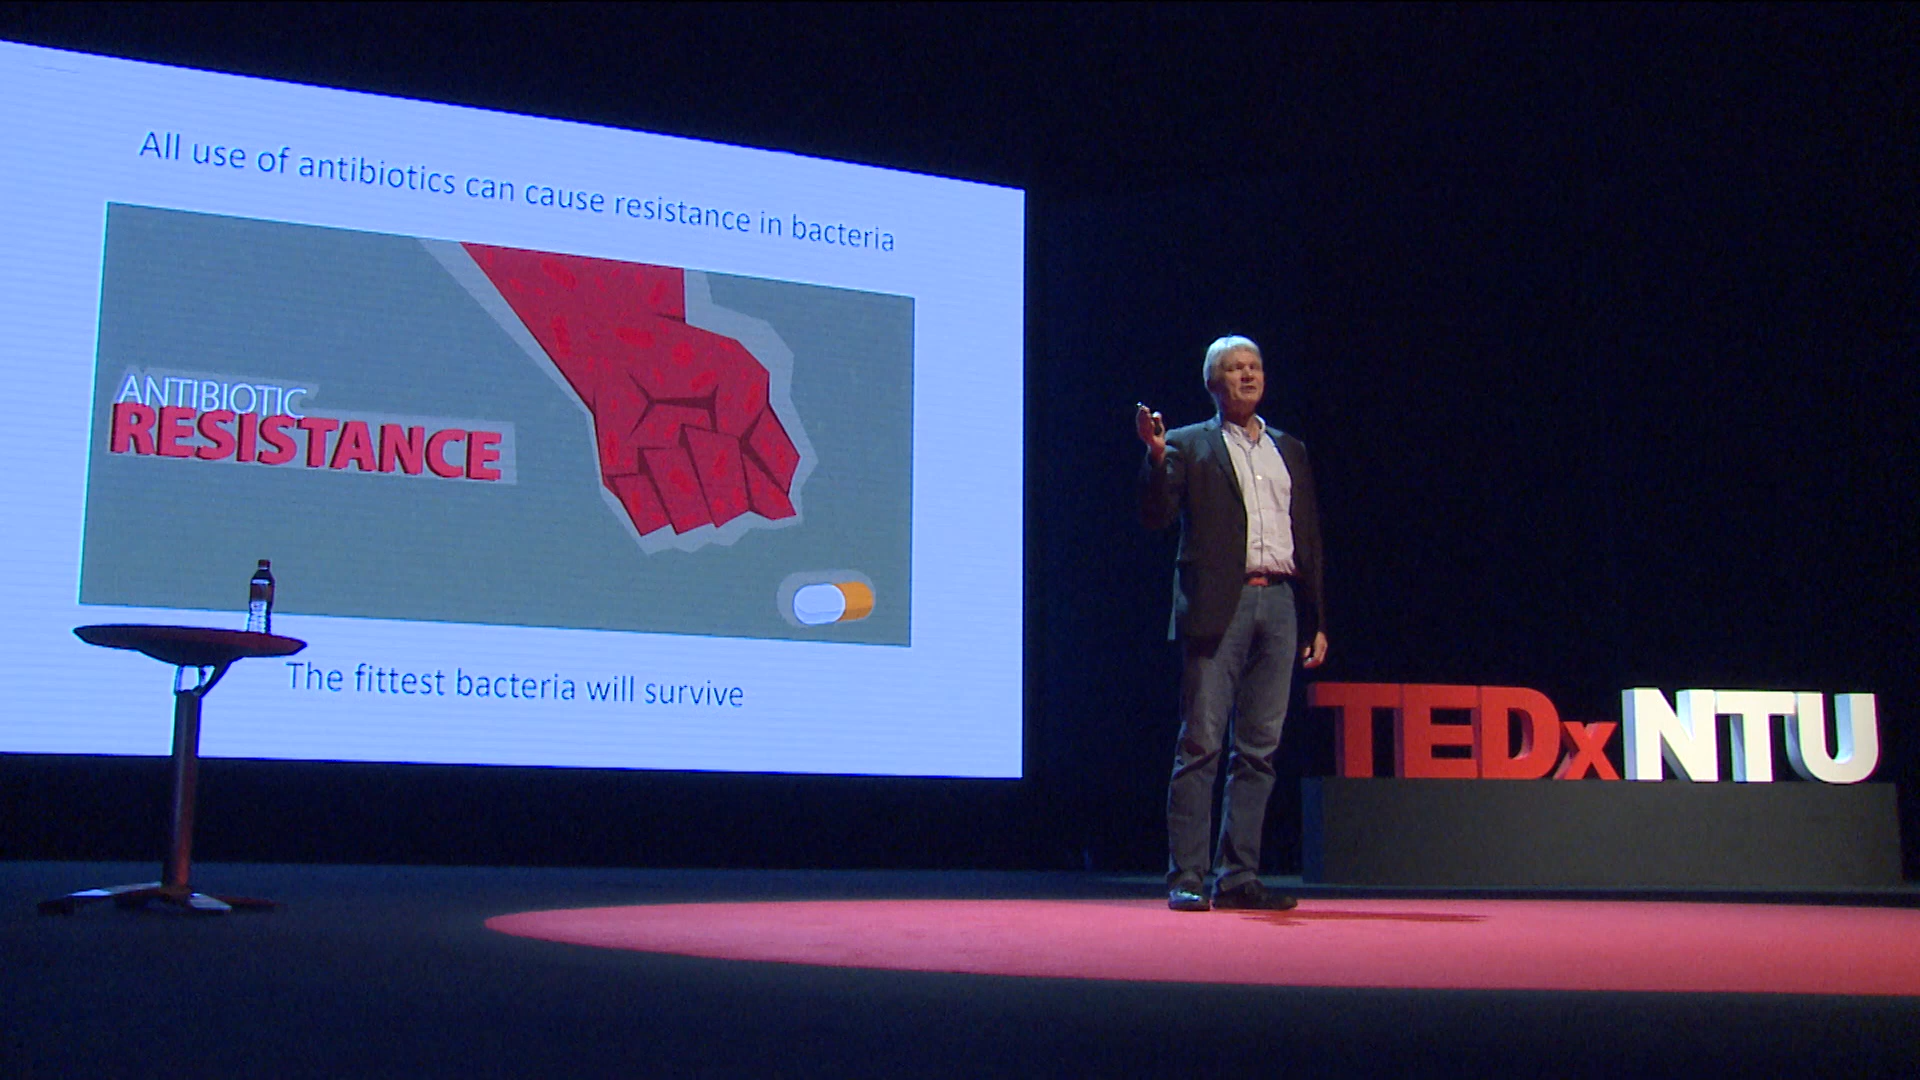 All use of antibiotics can cause resistance in bacteria
ANTIBIOTIC
RESISTANCE
The fittest bacteria will survive
TEDxNTU